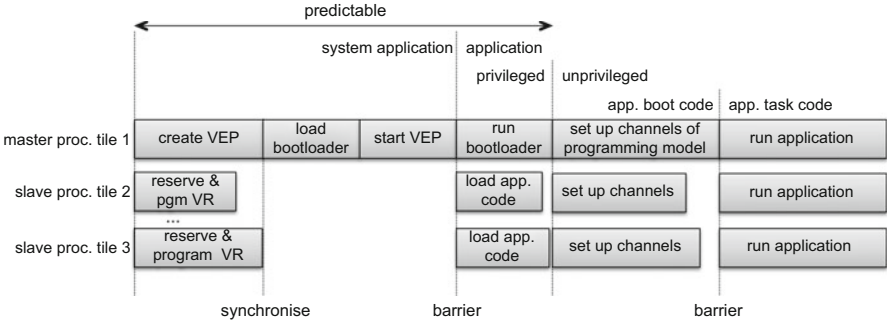 predictable
system application
application
privileged
unprivileged
app. boot code
app. task code
master proc. tile 1
create VEP
load
bootloader
start VEP
run
bootloader
set up channels of
programming model
run application
slave proc. tile 2
reserve &
pgm VR
load app.
code
set up channels
run application
...
slave proc. tile 3
reserve &
program VR
load app.
code
set up channels
run application
synchronise
barrier
barrier